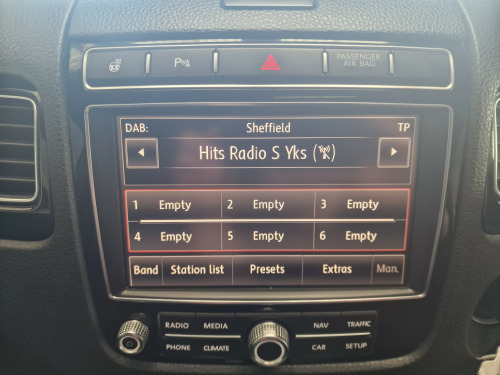 PASSENGER
AIR BAG
DAB: Sheffield TP
Hits Radio S Yks
1 Empty 2 Empty 3 Empty
4 Empty 5 Empty 6 Empty
Band Station list Presets Extras Man.
RADIO MEDIA NAV TRAFFIC
PHONE CLIMATE CAR SETUP